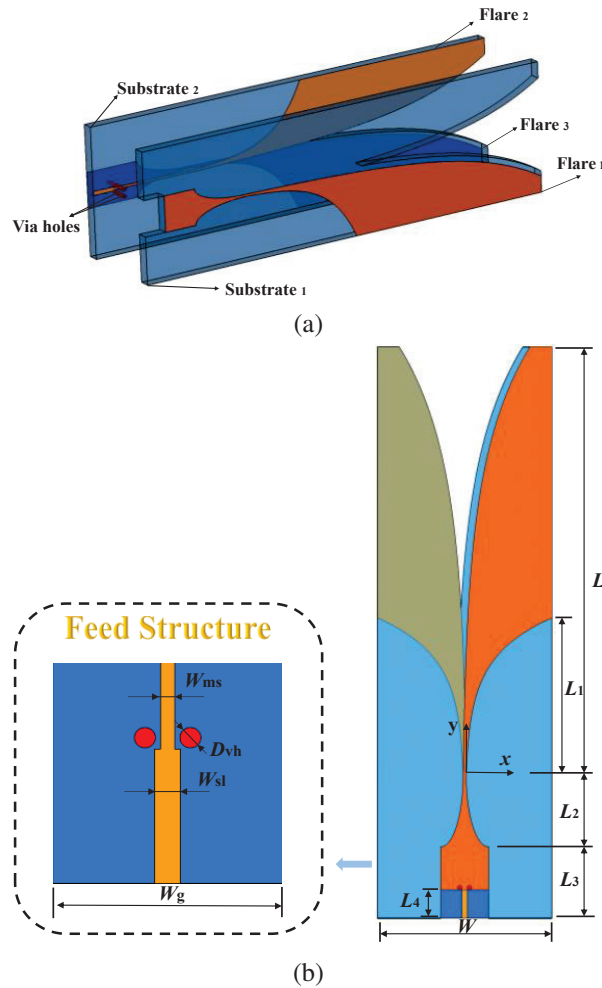 Flare 2
Substrate 2
Flare 3
Flare 1
Via holes
Substrate 1
(a)
L
Feed Structure
Wms
Dvh
Wsl
Wg
y
x
L1
L2
L3
L4
W
(b)